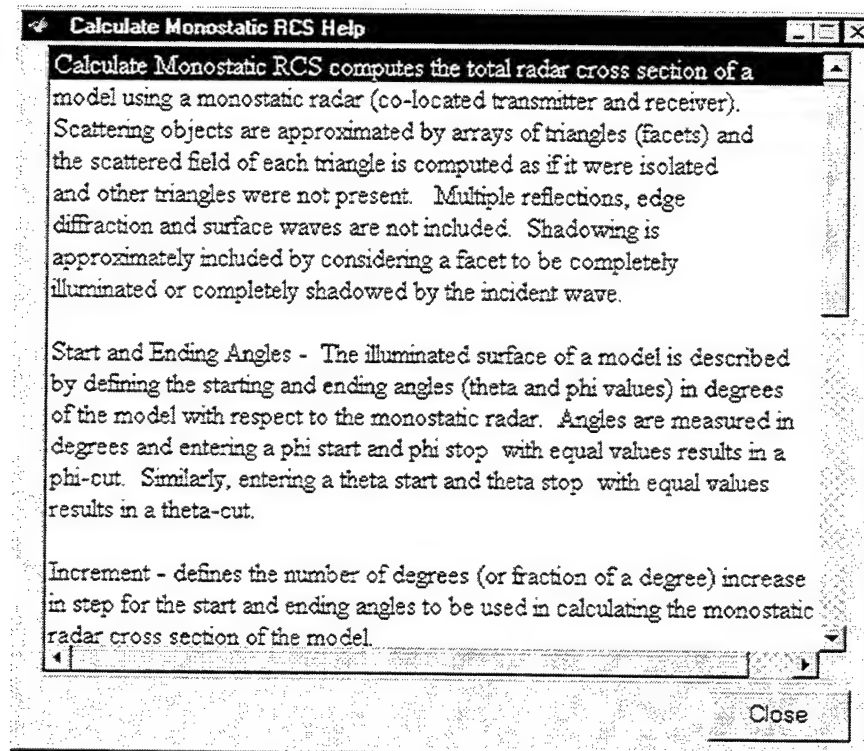 Calculate Monostatic RCS Help
Calculate Monostatic RCS computes the total radar cross section of a
model using a monostatic radar (co-located transmitter and receiver).
Scattering objects are approximated by arrays of triangles (facets) and
the scattered field of each triangle is computed as if it were isolated
and other triangles were not present.   Multiple reflections, edge
diffraction and surface waves are not included.  Shadowing is
approximately included by considering a facet to be completely
illuminated or completely shadowed by the incident wave.
Start and Ending Angles -  The illuminated surface of a model is described
by defining the starting and ending angles (theta and phi values) in degrees
of the model with respect to the monostatic radar.  Angles are measured in
degrees and entering a phi start and phi stop  with equal values results in a
phi-cut.  Similarly, entering a theta start and theta stop  with equal values
results in a theta-cut.
Increment - defines the number of degrees (or fraction of a degree) increase
in step for the start and ending angles to be used in calculating the monostatic
radar cross section of the model.
Close